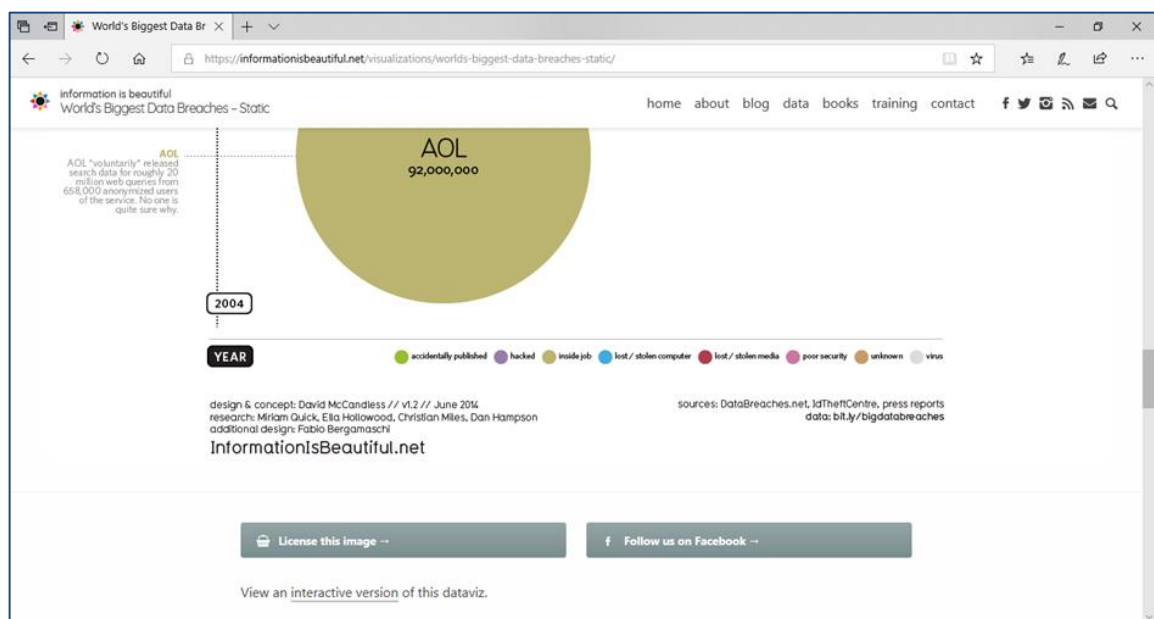 World's Biggest Data Br
https://informationisbeautiful.net/visualizations/worlds-biggest-data-breaches-static/
information is beautiful
World's Biggest Data Breaches – Static
home about blog data books training contact
AOL
92,000,000
AOL
AOL "voluntarily" released
search data for roughly 20
million web queries from
658,000 anonymized users
of the service. No one is
quite sure why.
2004
YEAR
accidentally published hacked inside job lost / stolen computer lost / stolen media poor security unknown virus
design & concept: David McCandless // v1.2 // June 2014
research: Miriam Quick, Ella Hollowood, Christian Miles, Dan Hampson
additional design: Fabio Bergamaschi
InformationIsBeautiful.net
sources: DataBreaches.net, IdTheftCentre, press reports
data: bit.ly/bigdatabreaches
License this image →
Follow us on Facebook →
View an interactive version of this dataviz.